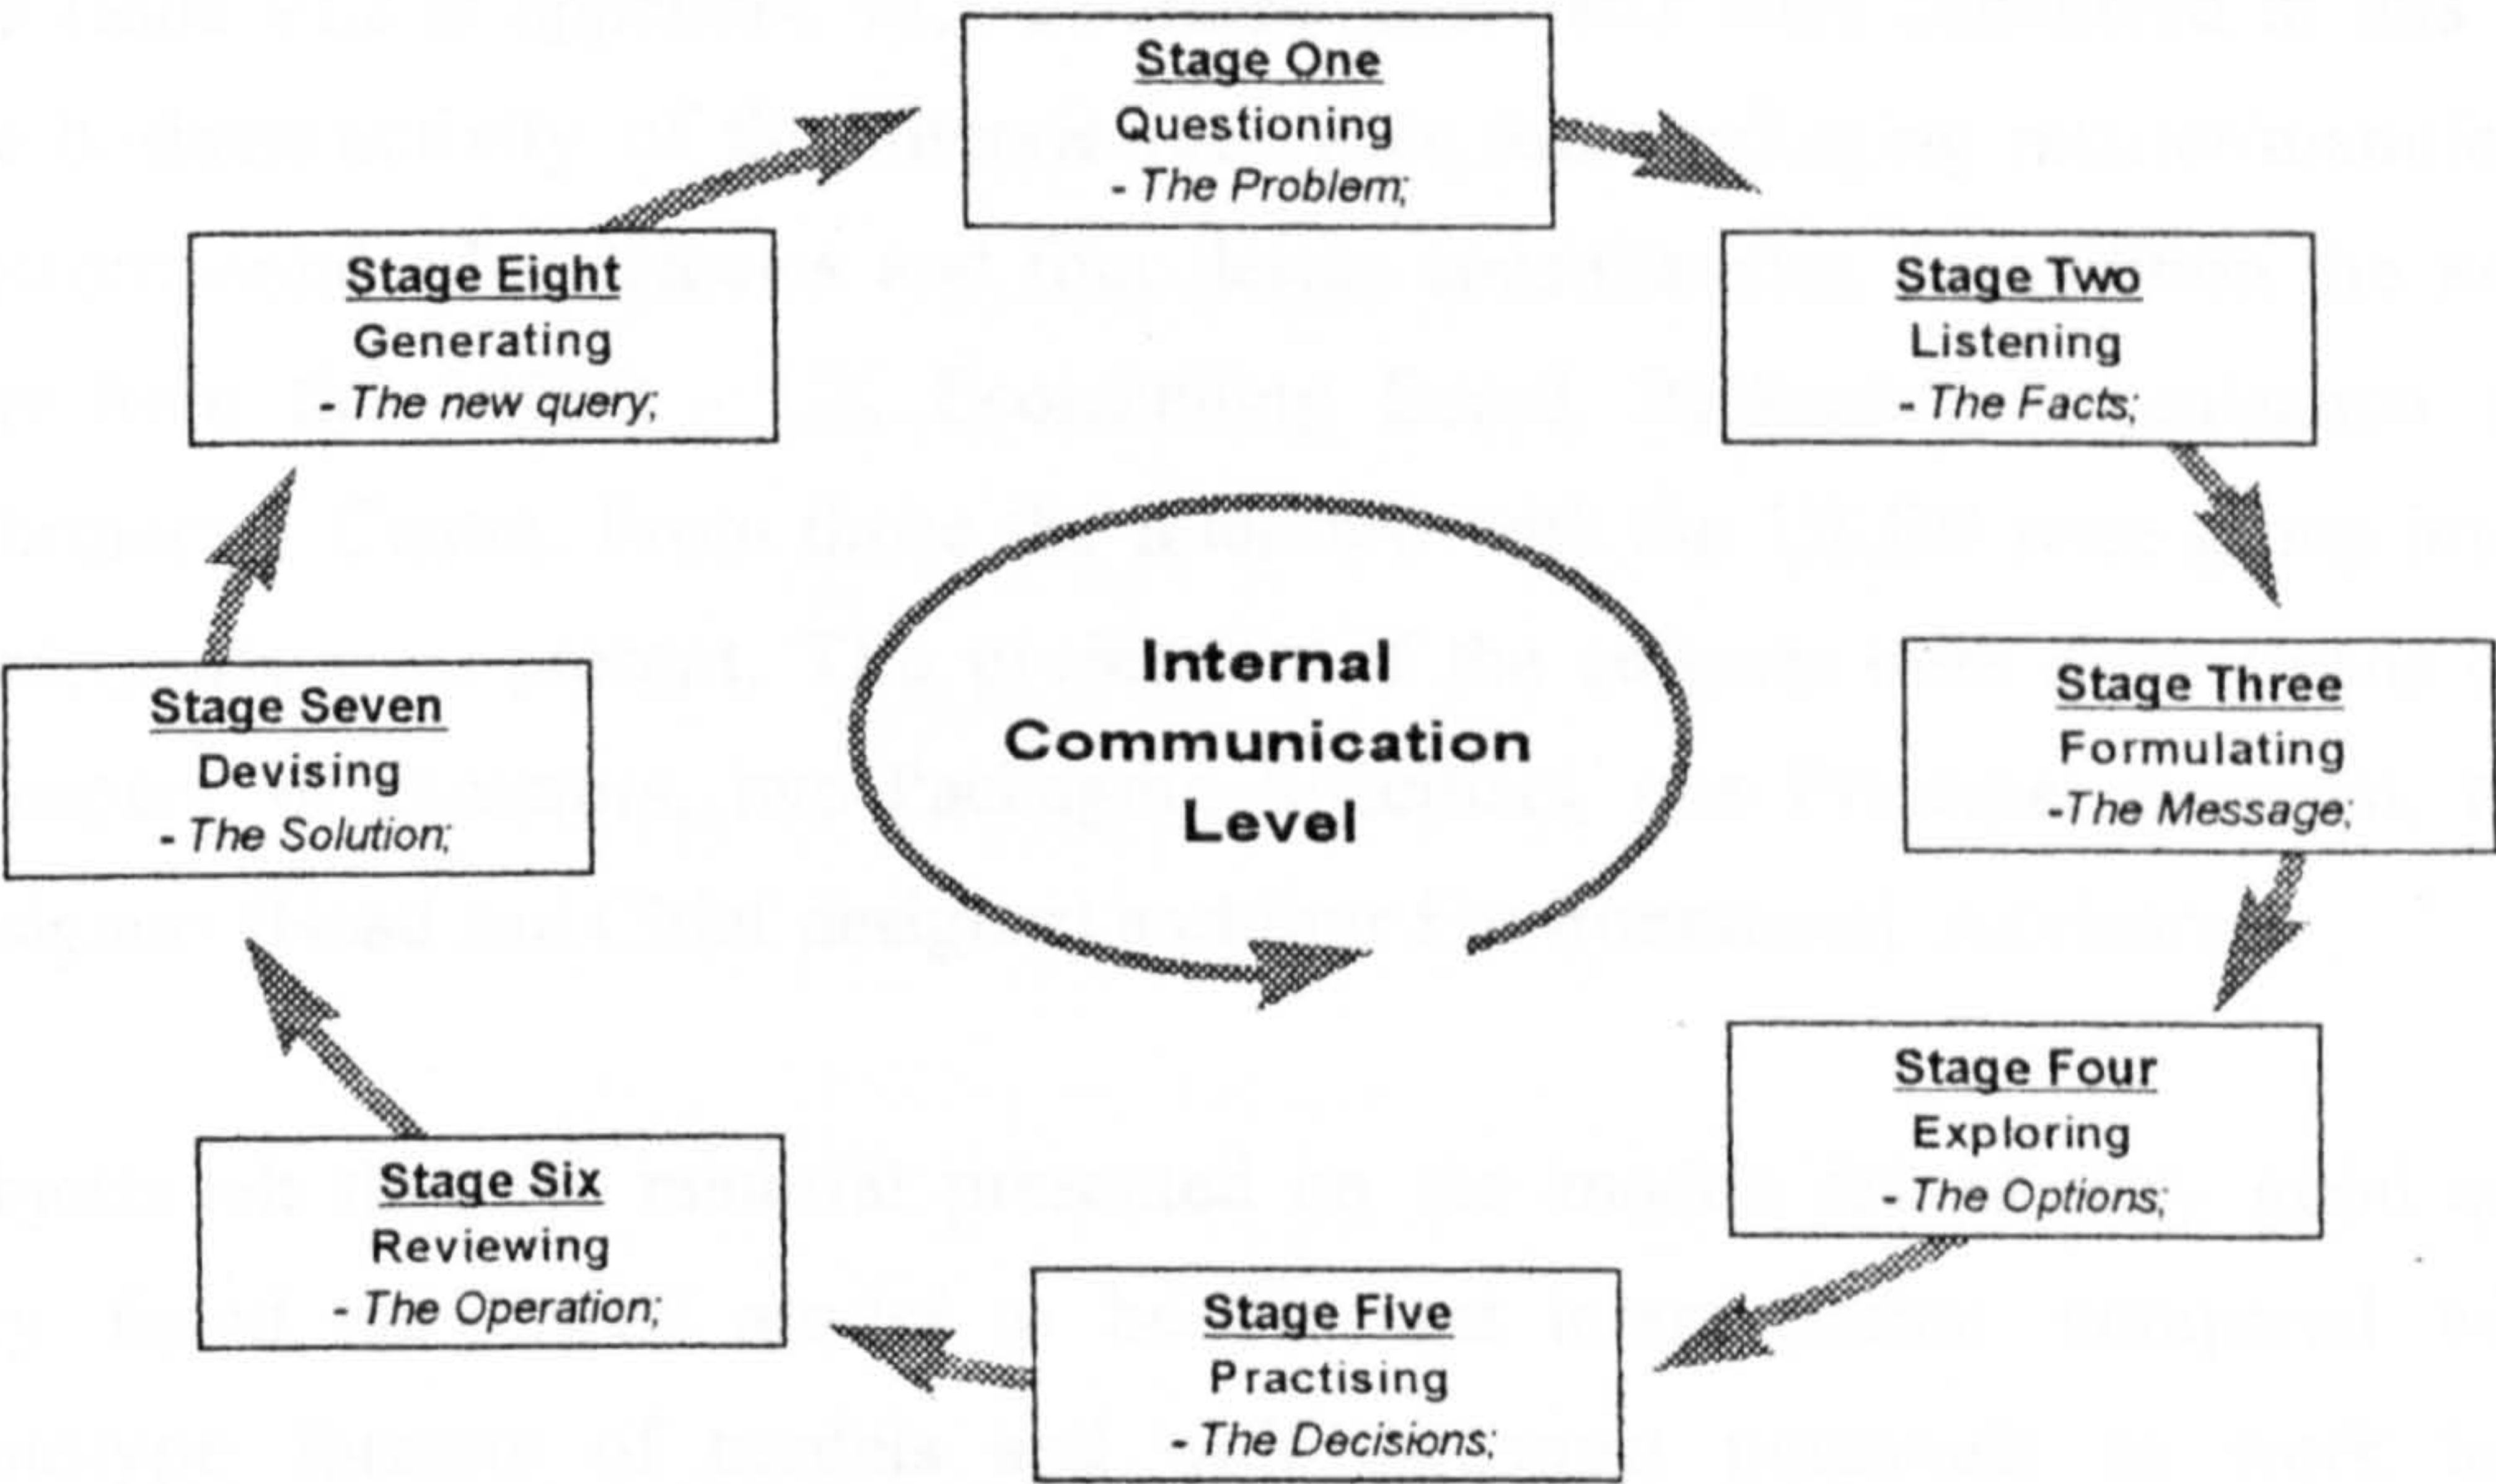 Stage One
Questioning
- The Problem;
Stage Two
Listening
- The Facts;
Stage Three
Formulating
-The Message;
Stage Four
Exploring
- The Options;
Stage Five
Practising
- The Decisions;
Stage Six
Reviewing
- The Operation;
Stage Seven
Devising
- The Solution;
Stage Eight
Generating
- The new query;
Internal
Communication
Level